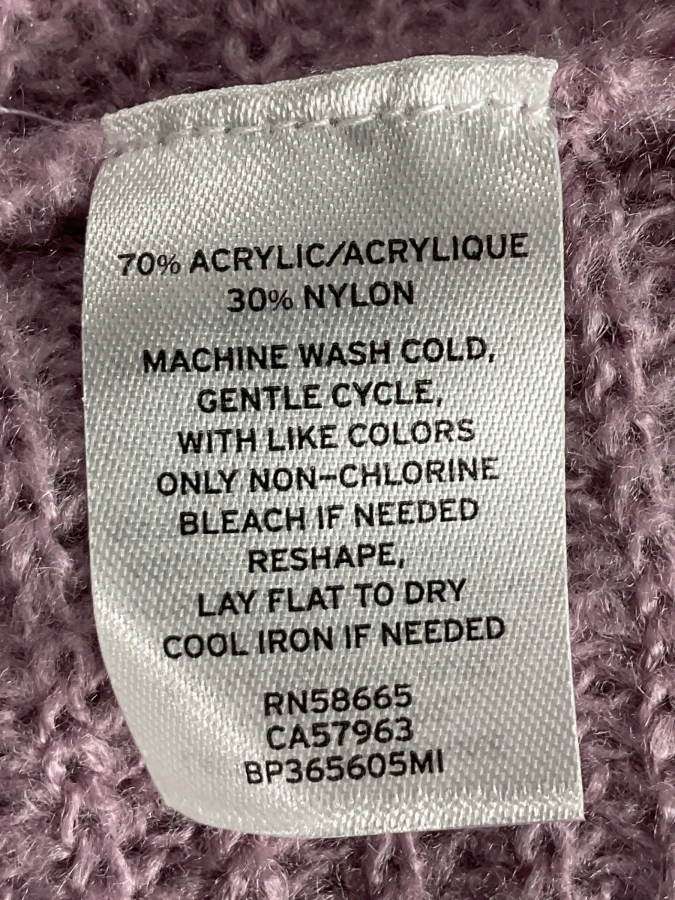 70% ACRYLIC/ACRYLIQUE
30% NYLON
MACHINE WASH COLD,
GENTLE CYCLE,
WITH LIKE COLORS
ONLY NON-CHLORINE
BLEACH IF NEEDED
RESHAPE,
LAY FLAT TO DRY
COOL IRON IF NEEDED
RN58665
CA57963
BP365605MI